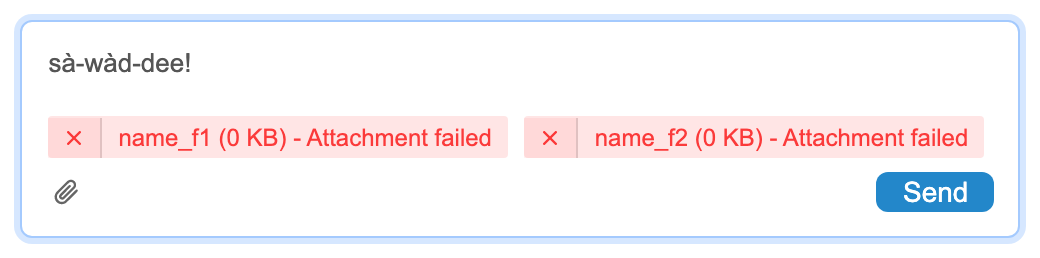 sà-wàd-dee!
name_f1 (0 KB) - Attachment failed
name_f2 (0 KB) - Attachment failed
Send